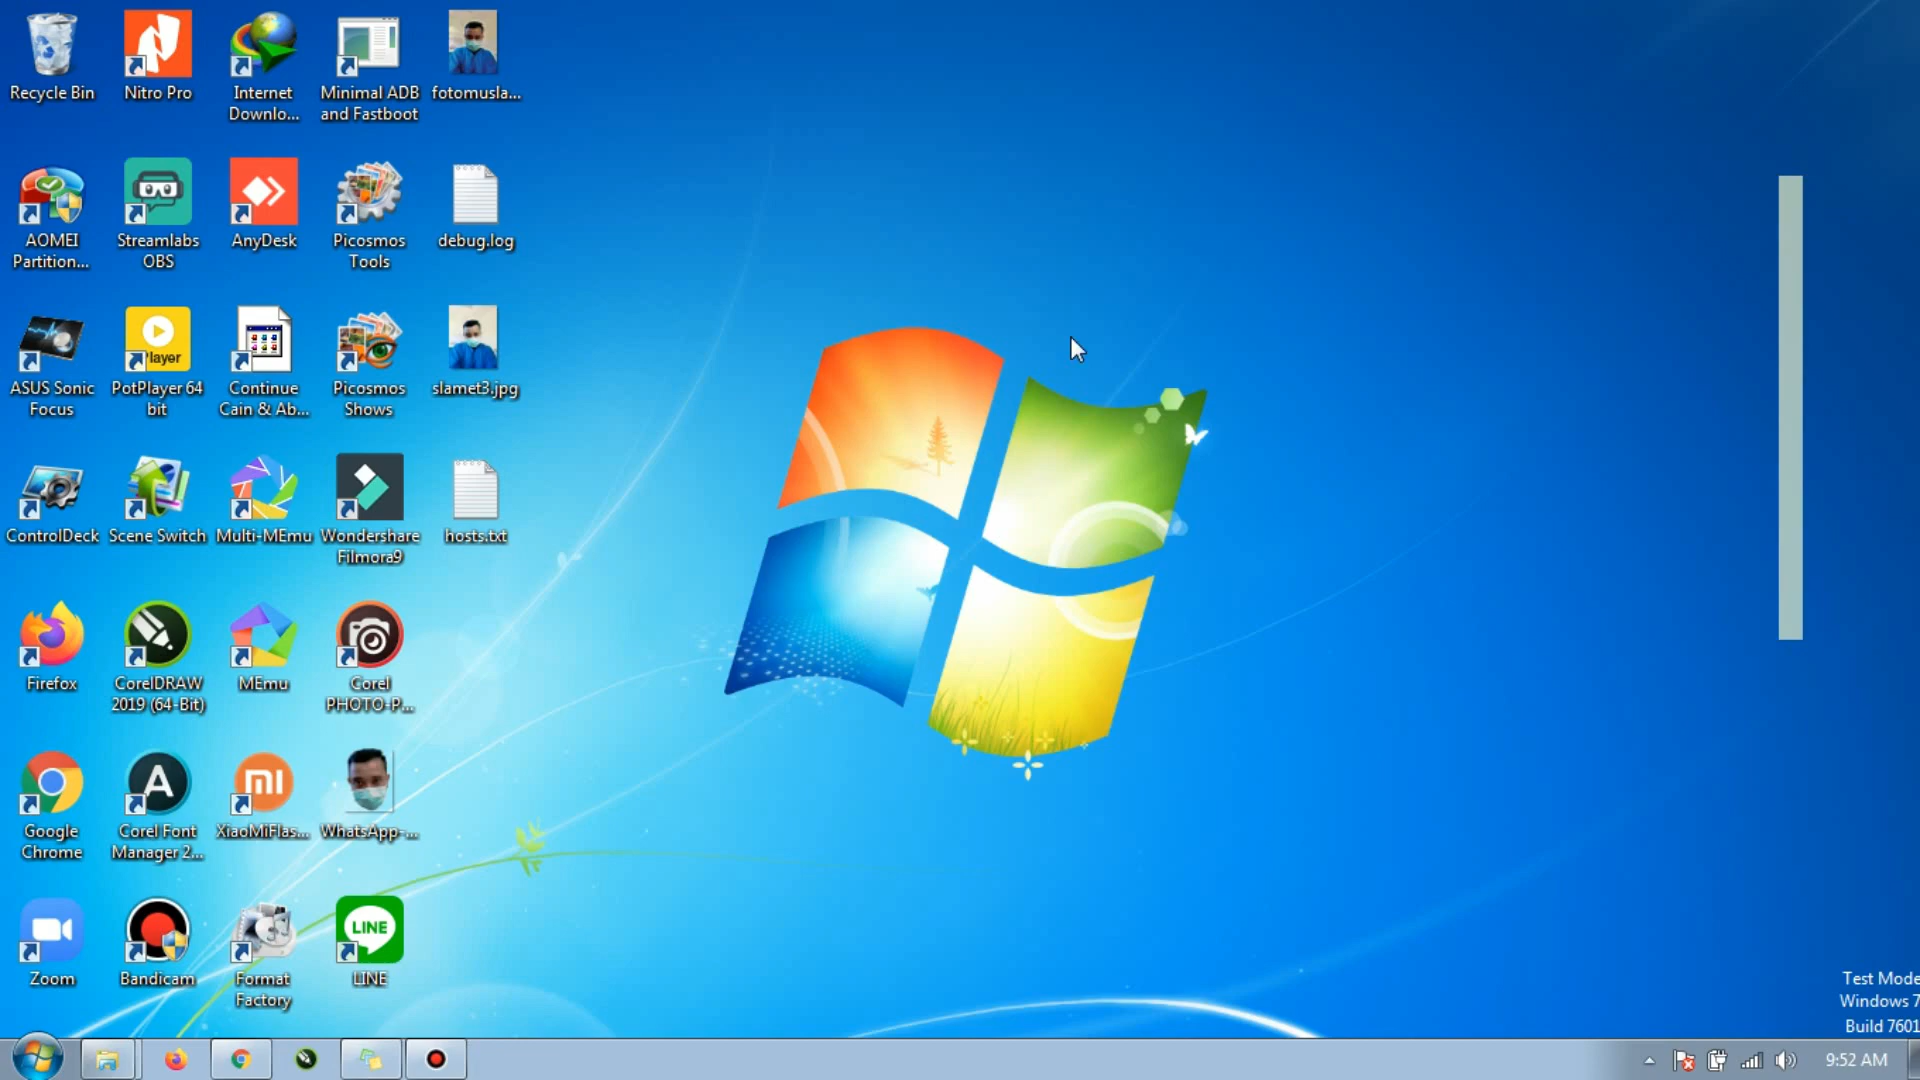 Recycle Bin
Nitro Pro
Internet
Downlo...
Minimal ADB
and Fastboot
fotomusla...
AOMEI
Partition...
Streamlabs
OBS
AnyDesk
Picosmos
Tools
debug.log
ASUS Sonic
Focus
Player
PotPlayer 64
bit
Continue
Cain & Ab...
Picosmos
Shows
slamet3.jpg
ControlDeck
Scene Switch
Multi-MEmu
Wondershare
Filmora9
hosts.txt
Firefox
CorelDRAW
2019 (64-Bit)
MEmu
Corel
PHOTO-P...
Google
Chrome
A
Corel Font
Manager 2...
mi
XiaoMiFlas...
WhatsApp-...
Zoom
Bandicam
Format
Factory
LINE
LINE
Test Mode
Windows 7
Build 7601
9:52 AM